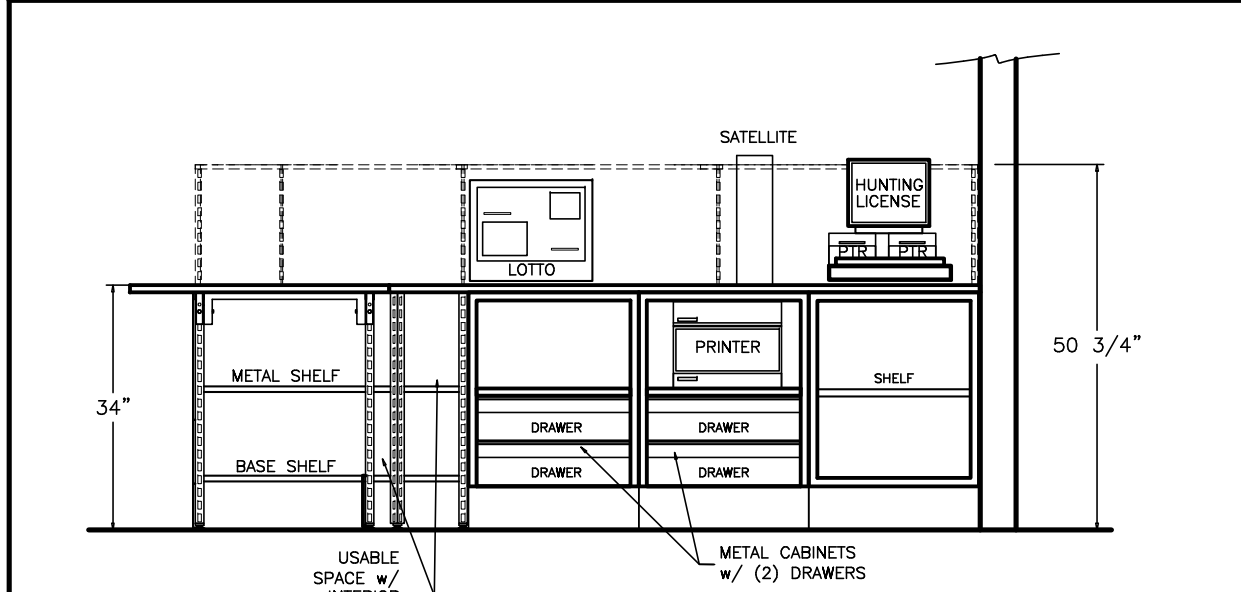 SATELLITE
HUNTING
LICENSE
PTR PTR
LOTTO
PRINTER
50 3/4”
METAL SHELF
SHELF
34”
DRAWER DRAWER
BASE SHELF
DRAWER DRAWER
USABLE
SPACE w/
INTERIOR
METAL CABINETS
w/ (2) DRAWERS